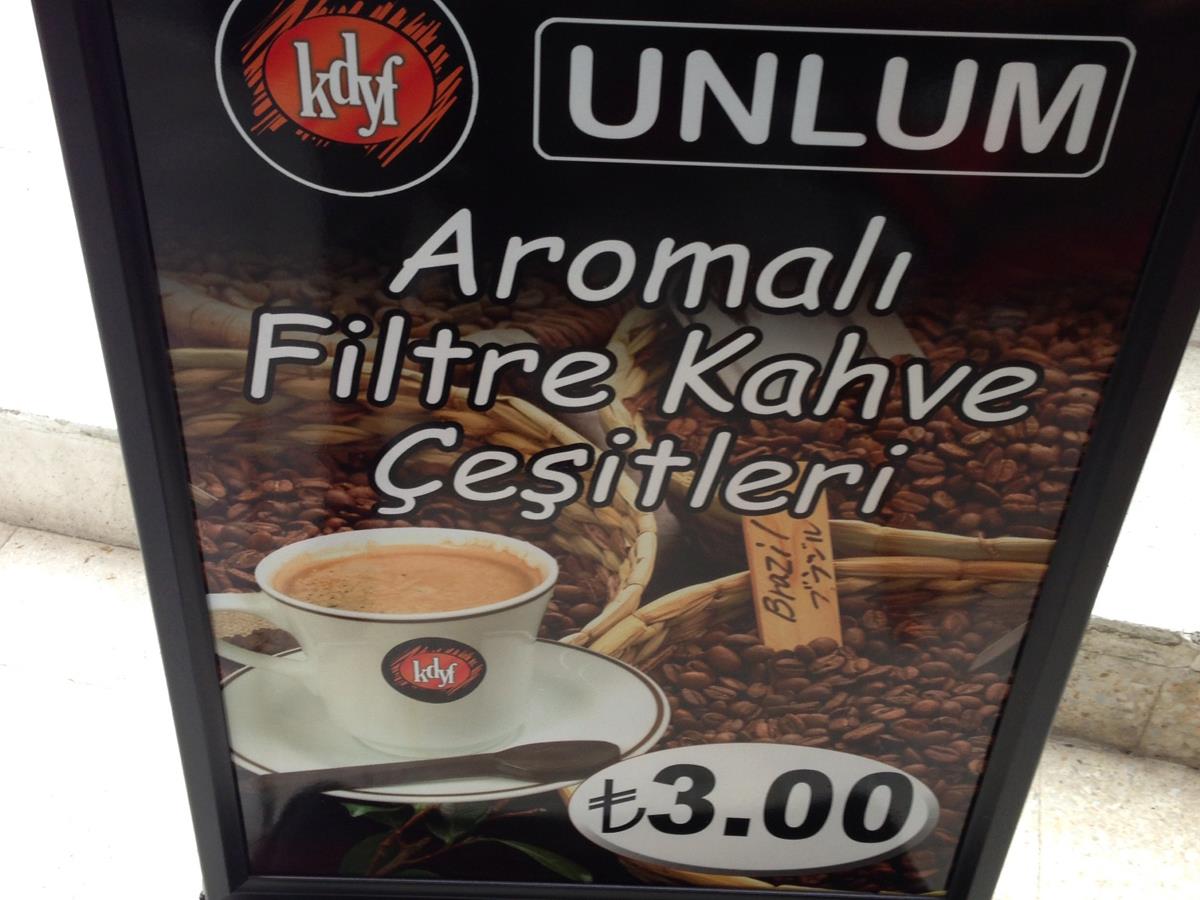 kdyf
UNLUM
Aromalı
Filtre Kahve
Çeşitleri
Brazil
ブラジル
kdyf
₺3.00